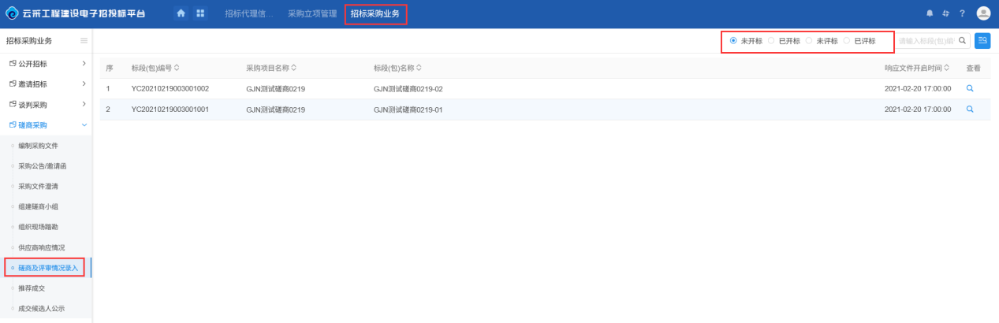 云采工程建设电子招投标平台 招标代理信... 采购立项管理 招标采购业务 ?
招标采购业务
未开标 已开标 未评标 已评标 请输入标段(包)编
公开招标
邀请招标
谈判采购
磋商采购
编制采购文件
采购公告/邀请函
采购文件澄清
组建磋商小组
组织现场踏勘
供应商响应情况
磋商及评审情况录入
推荐成交
成交候选人公示
序 标段(包)编号 采购项目名称 标段(包)名称 响应文件开启时间 查看
1 YC20210219003001002 GJN测试磋商0219 GJN测试磋商0219-02 2021-02-20 17:00:00
2 YC20210219003001001 GJN测试磋商0219 GJN测试磋商0219-01 2021-02-20 17:00:00